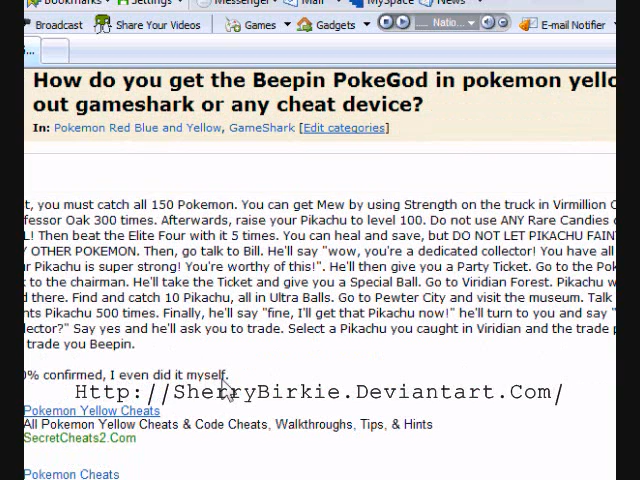 Bookmarks Settings Messenger Mail MySpace News
Broadcast Share Your Videos Games Gadgets Natio... E-mail Notifier
...
How do you get the Beepin PokeGod in pokemon yello
out gameshark or any cheat device?
In: Pokemon Red Blue and Yellow, GameShark [Edit categories]
t, you must catch all 150 Pokemon. You can get Mew by using Strength on the truck in Virmillion C
fessor Oak 300 times. Afterwards, raise your Pikachu to level 100. Do not use ANY Rare Candies o
L! Then beat the Elite Four with it 5 times. You can heal and save, but DO NOT LET PIKACHU FAIN
Y OTHER POKEMON. Then, go talk to Bill. He'll say "wow, you're a dedicated collector! You have all
r Pikachu is super strong! You're worthy of this!". He'll then give you a Party Ticket. Go to the Pok
t to the chairman. He'll take the Ticket and give you a Special Ball. Go to Viridian Forest. Pikachu w
d there. Find and catch 10 Pikachu, all in Ultra Balls. Go to Pewter City and visit the museum. Talk
nts Pikachu 500 times. Finally, he'll say "fine, I'll get that Pikachu now!" he'll turn to you and say "
llector?" Say yes and he'll ask you to trade. Select a Pikachu you caught in Viridian and the trade p
trade you Beepin.
0% confirmed, I even did it myself.
Http://SherryBirkie.Deviantart.Com/
Pokemon Yellow Cheats
All Pokemon Yellow Cheats & Code Cheats, Walkthroughs, Tips, & Hints
SecretCheats2.Com
Pokemon Cheats